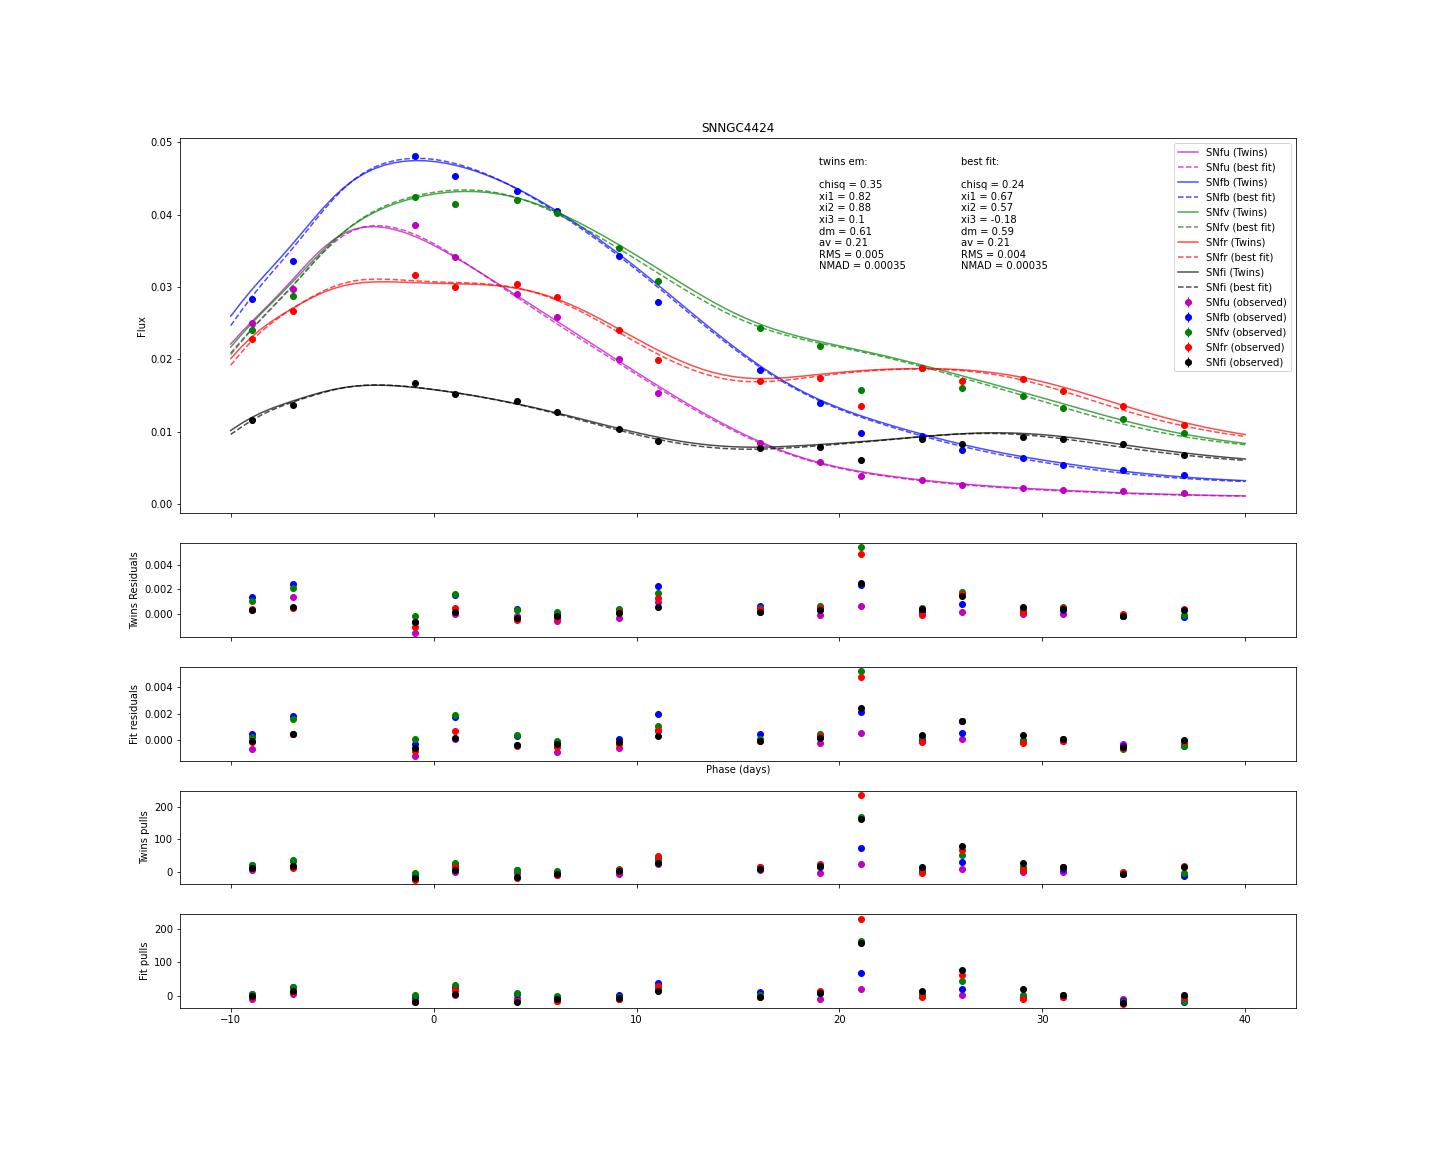 SNNGC4424
0.05
0.04
0.03
0.02
0.01
0.00
Flux
twins em:
chisq = 0.35
xi1 = 0.82
xi2 = 0.88
xi3 = 0.1
dm = 0.61
av = 0.21
RMS = 0.005
NMAD = 0.00035
best fit:
chisq = 0.24
xi1 = 0.67
xi2 = 0.57
xi3 = -0.18
dm = 0.59
av = 0.21
RMS = 0.004
NMAD = 0.00035
SNfu (Twins)
SNfu (best fit)
SNfb (Twins)
SNfb (best fit)
SNfv (Twins)
SNfv (best fit)
SNfr (Twins)
SNfr (best fit)
SNfi (Twins)
SNfi (best fit)
SNfu (observed)
SNfb (observed)
SNfv (observed)
SNfr (observed)
SNfi (observed)
0.004
0.002
0.000
Twins Residuals
0.004
0.002
0.000
Fit residuals
Phase (days)
200
100
0
Twins pulls
200
100
0
Fit pulls
−10
0
10
20
30
40